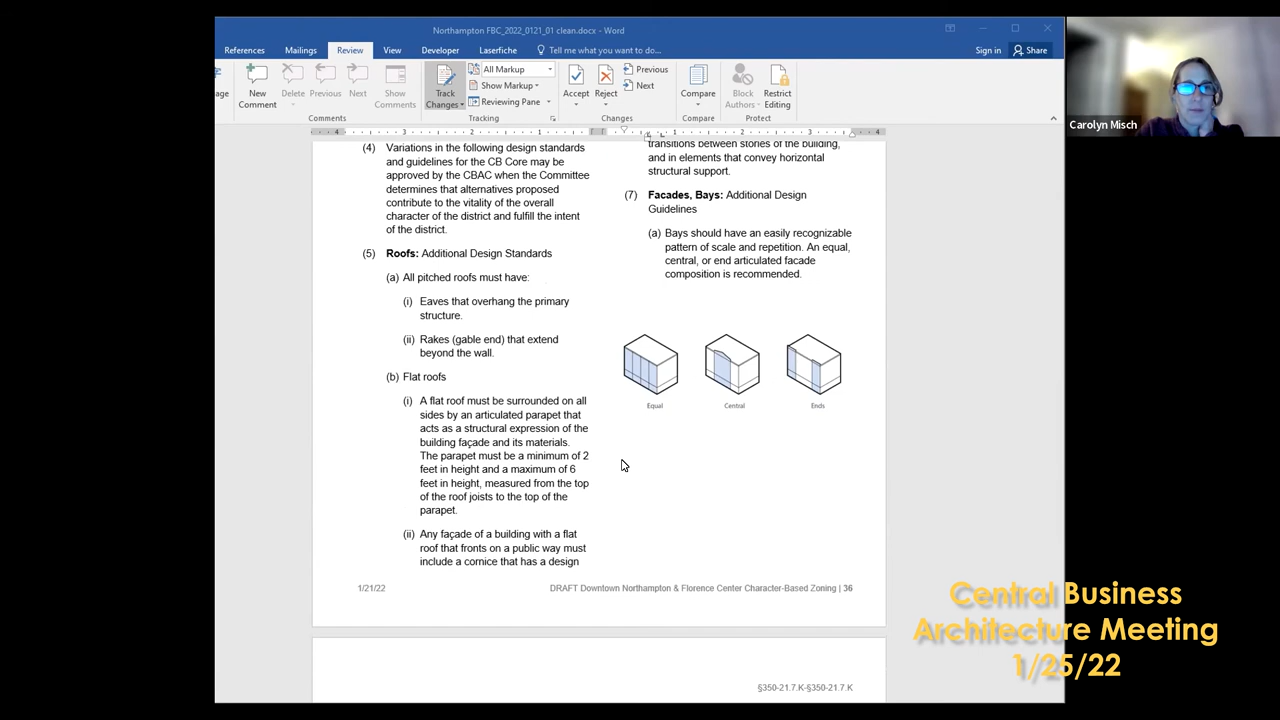 Northampton FBC_2022_0121_01 clean.docx - Word
References Mailings Review View Developer Laserfiche Tell me what you want to do... Sign in Share
age
New Comment
Delete
Previous
Next
Show Comments
Comments
Track Changes
All Markup
Show Markup
Reviewing Pane
Tracking
Accept
Reject
Previous
Next
Changes
Compare
Compare
Block Authors
Restrict Editing
Protect
4 3 2 1 1 2 3 4
(4) Variations in the following design standards
and guidelines for the CB Core may be
approved by the CBAC when the Committee
determines that alternatives proposed
contribute to the vitality of the overall
character of the district and fulfill the intent
of the district.
(5) Roofs: Additional Design Standards
(a) All pitched roofs must have:
(i) Eaves that overhang the primary
structure.
(ii) Rakes (gable end) that extend
beyond the wall.
(b) Flat roofs
(i) A flat roof must be surrounded on all
sides by an articulated parapet that
acts as a structural expression of the
building façade and its materials.
The parapet must be a minimum of 2
feet in height and a maximum of 6
feet in height, measured from the top
of the roof joists to the top of the
parapet.
(ii) Any façade of a building with a flat
roof that fronts on a public way must
include a cornice that has a design
transitions between stories of the building,
and in elements that convey horizontal
structural support.
(7) Facades, Bays: Additional Design
Guidelines
(a) Bays should have an easily recognizable
pattern of scale and repetition. An equal,
central, or end articulated facade
composition is recommended.
Equal Central Ends
1/21/22 DRAFT Downtown Northampton & Florence Center Character-Based Zoning | 36
§350-21.7.K-§350-21.7.K
Carolyn Misch
Central Business
Architecture Meeting
1/25/22